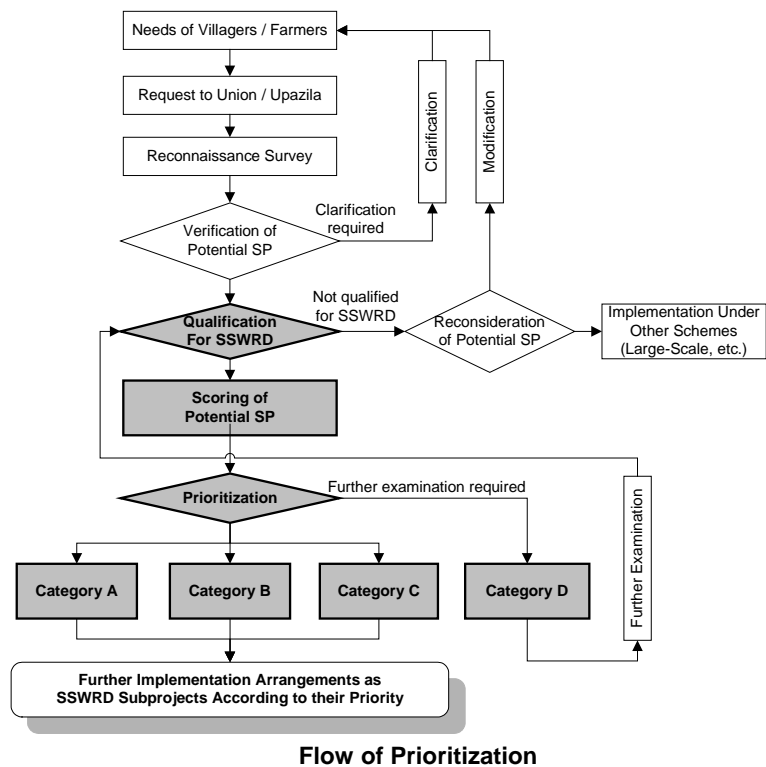 Needs of Villagers / Farmers
Request to Union / Upazila
Reconnaissance Survey
Clarification
Modification
Verification of
Potential SP
Clarification
required
Qualification
For SSWRD
Not qualified
for SSWRD
Reconsideration
of Potential SP
Implementation Under
Other Schemes
(Large-Scale, etc.)
Scoring of
Potential SP
Prioritization
Further examination required
Further Examination
Category A
Category B
Category C
Category D
Further Implementation Arrangements as
SSWRD Subprojects According to their Priority
Flow of Prioritization